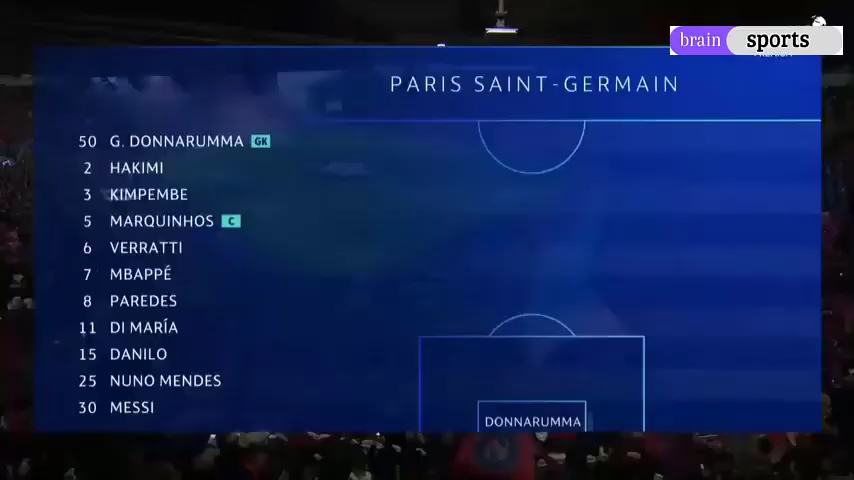 brain sports
PARIS SAINT-GERMAIN
50 G. DONNARUMMA GK
2 HAKIMI
3 KIMPEMBE
5 MARQUINHOS C
6 VERRATTI
7 MBAPPÉ
8 PAREDES
11 DI MARÍA
15 DANILO
25 NUNO MENDES
30 MESSI
DONNARUMMA